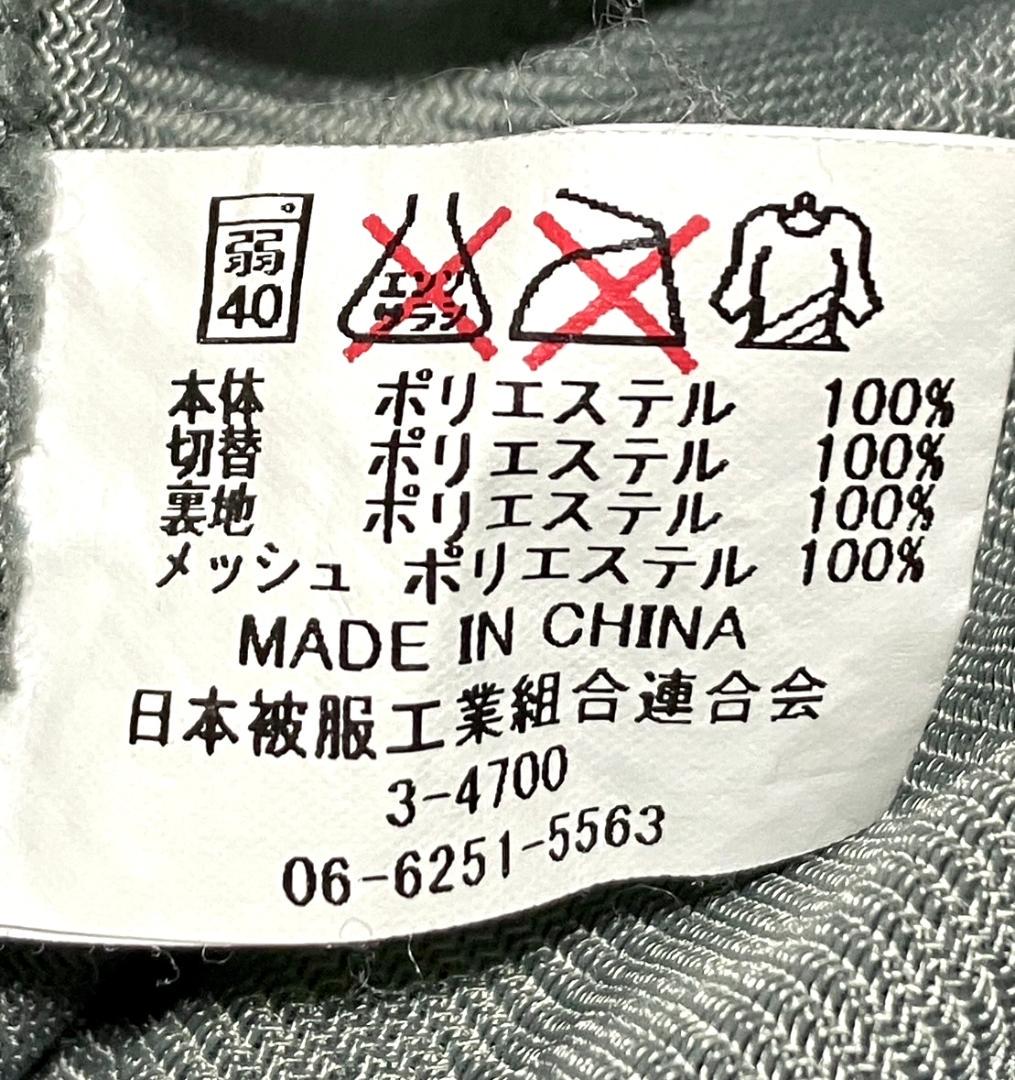 弱
40
エンソ
サラシ
本体 ポリエステル 100%
切替 ポリエステル 100%
裏地 ポリエステル 100%
メッシュ ポリエステル 100%
MADE IN CHINA
日本被服工業組合連合会
3-4700
06-6251-5563